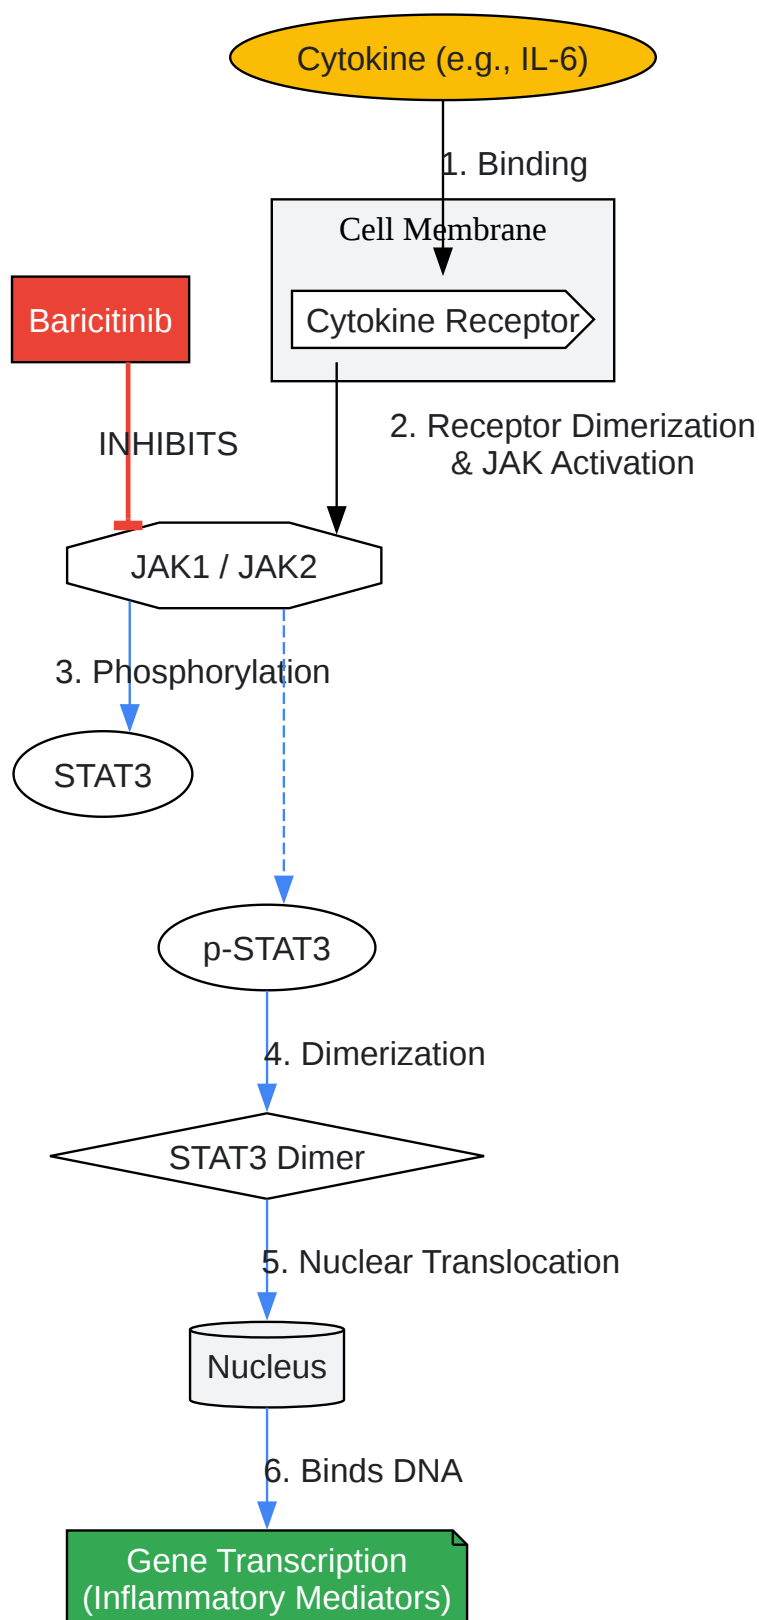 Cytokine (e.g., IL-6)
1. Binding
Cell Membrane
Cytokine Receptor
Baricitinib
2. Receptor Dimerization
& JAK Activation
INHIBITS
JAK1 / JAK2
3. Phosphorylation
STAT3
p-STAT3
4. Dimerization
STAT3 Dimer
5. Nuclear Translocation
Nucleus
6. Binds DNA
Gene Transcription
(Inflammatory Mediators)